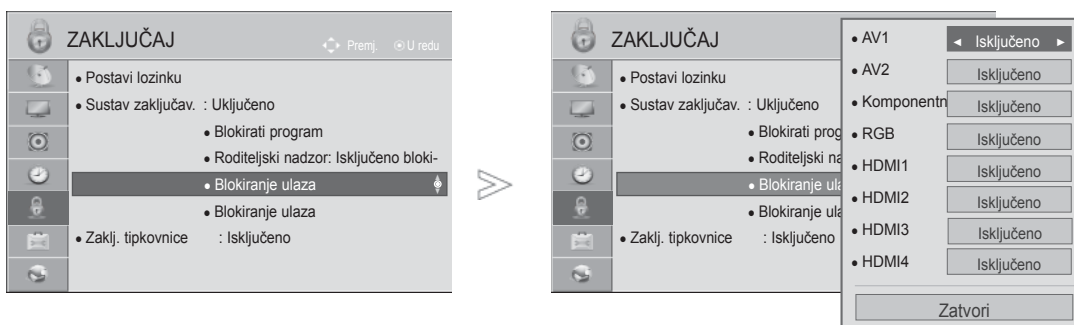 ZAKLJUČAJ
Premj. U redu
• Postavi lozinku
• Sustav zaključav. : Uključeno
• Blokirati program
• Roditeljski nadzor: Isključeno bloki-
• Blokiranje ulaza
• Blokiranje ulaza
• Zaklj. tipkovnice : Isključeno
ZAKLJUČAJ
• Postavi lozinku
• Sustav zaključav. : Uključeno
• Blokirati prog
• Roditeljski na
• Blokiranje ula
• Blokiranje ula
• Zaklj. tipkovnice : Isključeno
• AV1 ◄ Isključeno ►
• AV2 Isključeno
• Komponentn Isključeno
• RGB Isključeno
• HDMI1 Isključeno
• HDMI2 Isključeno
• HDMI3 Isključeno
• HDMI4 Isključeno
Zatvori